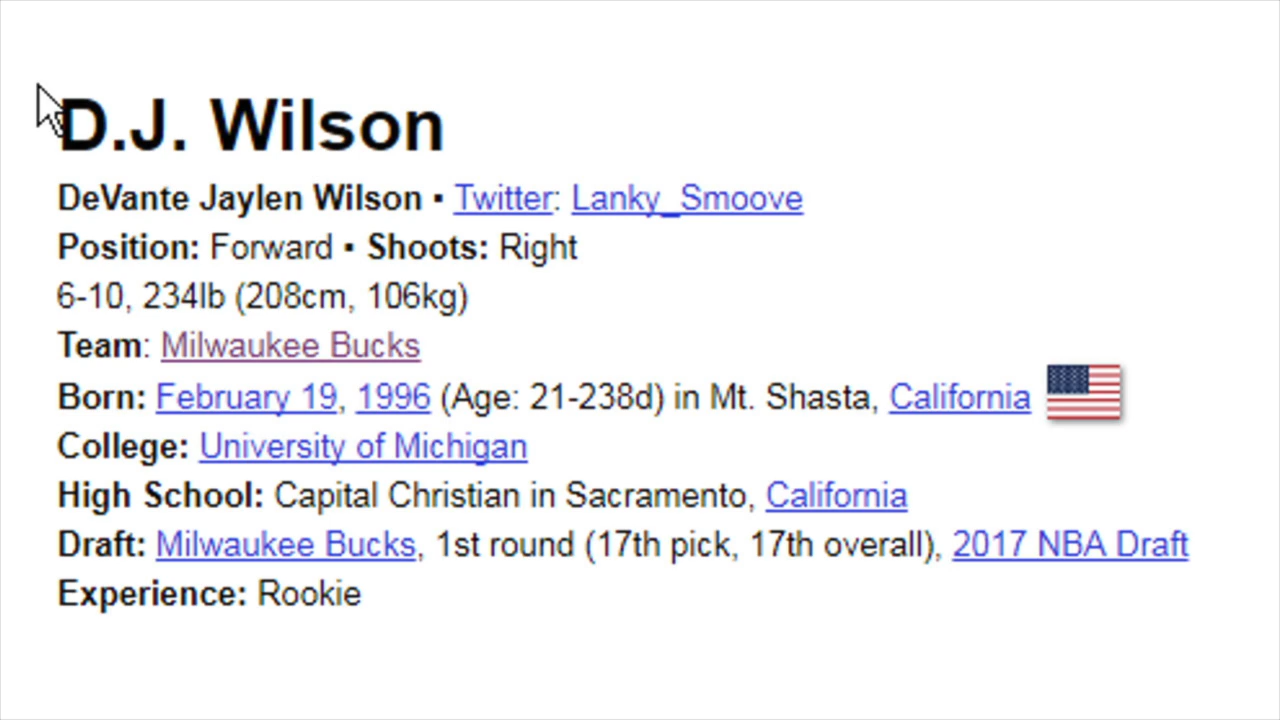 D.J. Wilson
DeVante Jaylen Wilson ▪ Twitter: Lanky_Smoove
Position: Forward ▪ Shoots: Right
6-10, 234lb (208cm, 106kg)
Team: Milwaukee Bucks
Born: February 19, 1996 (Age: 21-238d) in Mt. Shasta, California
College: University of Michigan
High School: Capital Christian in Sacramento, California
Draft: Milwaukee Bucks, 1st round (17th pick, 17th overall), 2017 NBA Draft
Experience: Rookie